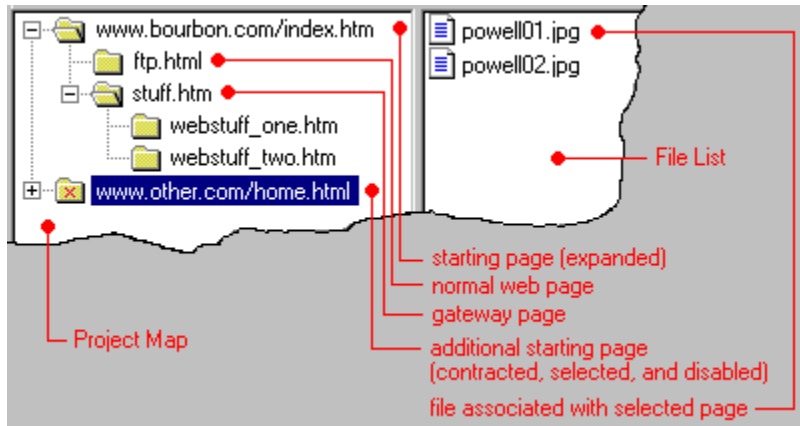 www.bourbon.com/index.htm
ftp.html
stuff.htm
webstuff_one.htm
webstuff_two.htm
www.other.com/home.html
powell01.jpg
powell02.jpg
File List
starting page (expanded)
normal web page
gateway page
Project Map
additional starting page
(contracted, selected, and disabled)
file associated with selected page